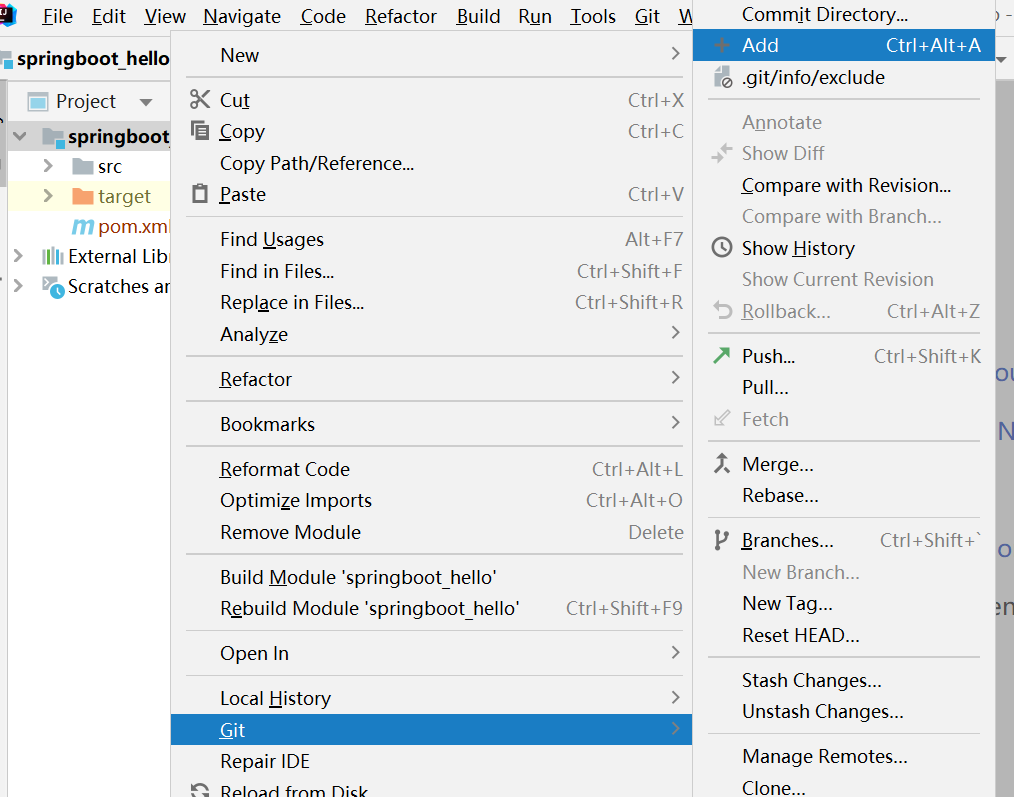 File Edit View Navigate Code Refactor Build Run Tools Git W
springboot_hello
Project
springboot
src
target
pom.xml
External Lib
Scratches an
New
Cut Ctrl+X
Copy Ctrl+C
Copy Path/Reference...
Paste Ctrl+V
Find Usages Alt+F7
Find in Files... Ctrl+Shift+F
Replace in Files... Ctrl+Shift+R
Analyze
Refactor
Bookmarks
Reformat Code Ctrl+Alt+L
Optimize Imports Ctrl+Alt+O
Remove Module Delete
Build Module 'springboot_hello'
Rebuild Module 'springboot_hello' Ctrl+Shift+F9
Open In
Local History
Git
Repair IDE
Reload from Disk
Commit Directory...
Add Ctrl+Alt+A
.git/info/exclude
Annotate
Show Diff
Compare with Revision...
Compare with Branch...
Show History
Show Current Revision
Rollback... Ctrl+Alt+Z
Push... Ctrl+Shift+K
Pull...
Fetch
Merge...
Rebase...
Branches... Ctrl+Shift+`
New Branch...
New Tag...
Reset HEAD...
Stash Changes...
Unstash Changes...
Manage Remotes...
Clone...